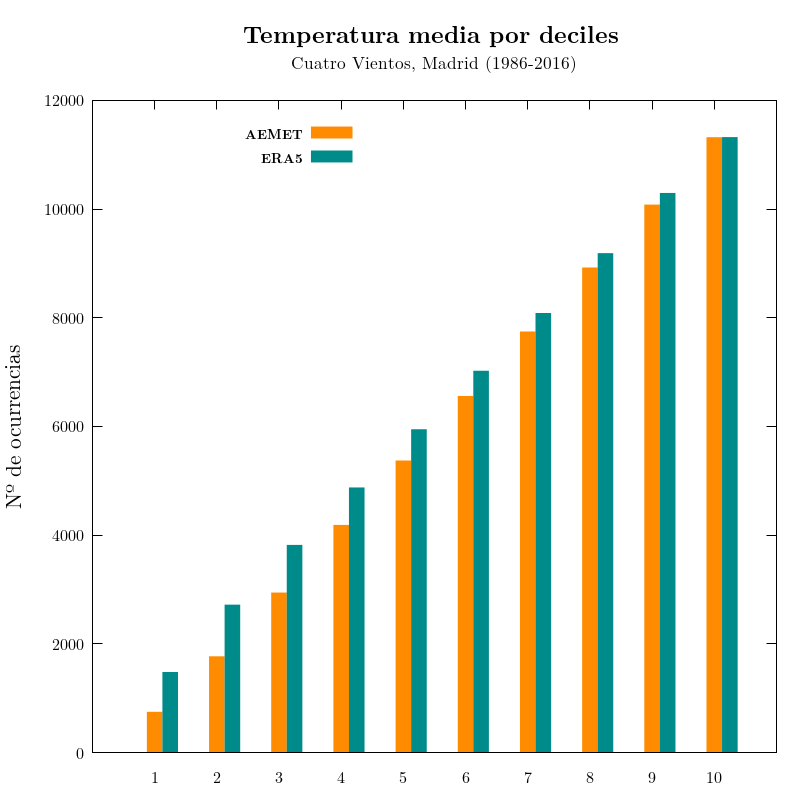 Temperatura media por deciles
Cuatro Vientos, Madrid (1986-2016)
12000
10000
8000
6000
4000
2000
0
Nº de ocurrencias
AEMET
ERA5
1 2 3 4 5 6 7 8 9 10